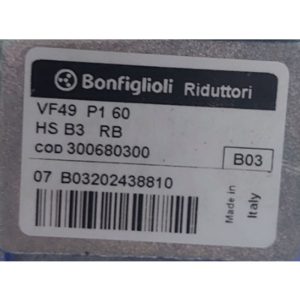 Bonfiglioli Riduttori
VF49 P1 60
HS B3 RB
COD 300680300
B03
07 B03202438810
Made in
Italy